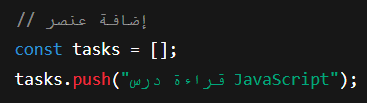 // إضافة عنصر
const tasks = [];
tasks.push("قراءة درس JavaScript");